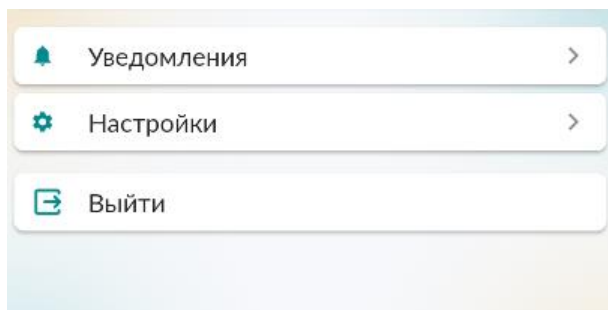 Уведомления
Настройки
Выйти